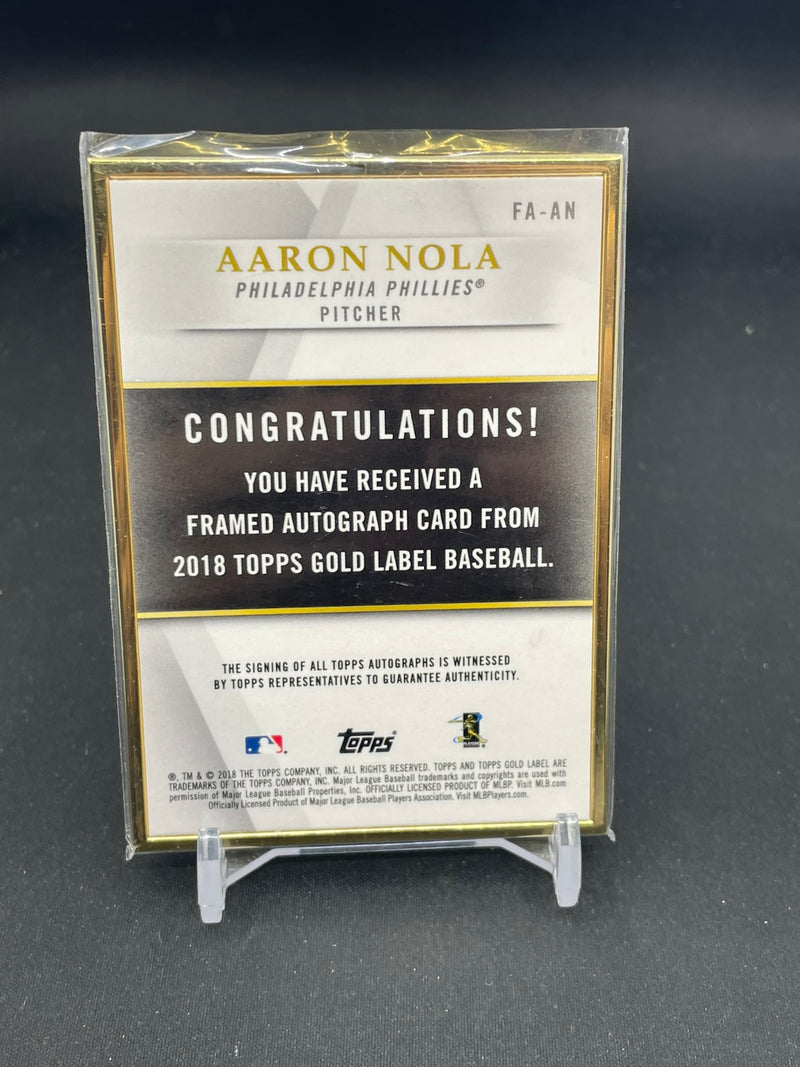 FA-AN
AARON NOLA
PHILADELPHIA PHILLIES®
PITCHER
CONGRATULATIONS!
YOU HAVE RECEIVED A
FRAMED AUTOGRAPH CARD FROM
2018 TOPPS GOLD LABEL BASEBALL.
THE SIGNING OF ALL TOPPS AUTOGRAPHS IS WITNESSED
BY TOPPS REPRESENTATIVES TO GUARANTEE AUTHENTICITY.
topps®
®, TM & © 2018 THE TOPPS COMPANY, INC. ALL RIGHTS RESERVED. TOPPS AND TOPPS GOLD LABEL ARE
TRADEMARKS OF THE TOPPS COMPANY, INC. Major League Baseball trademarks and copyrights are used with
permission of Major League Baseball Properties, Inc. OFFICIALLY LICENSED PRODUCT OF MLBP. Visit MLB.com
Officially Licensed Product of Major League Baseball Players Association. Visit MLBPlayers.com.